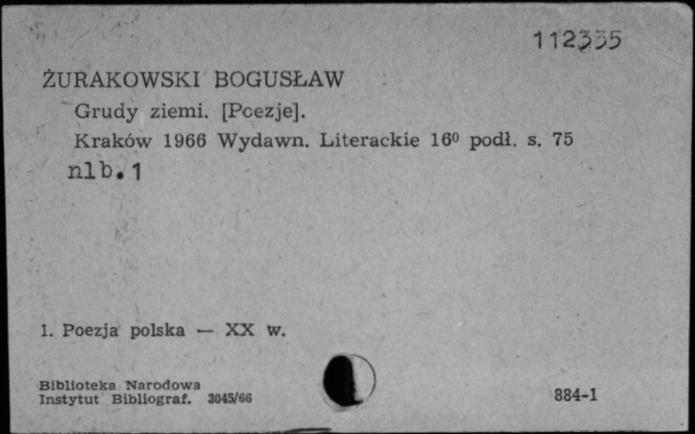 112335
ŻURAKOWSKI BOGUSŁAW
Grudy ziemi. [Poezje].
Kraków 1966 Wydawn. Literackie 16⁰ podł. s. 75
nlb.1
1. Poezja polska — XX w.
Biblioteka Narodowa
Instytut Bibliograf. 3045/66
884-1